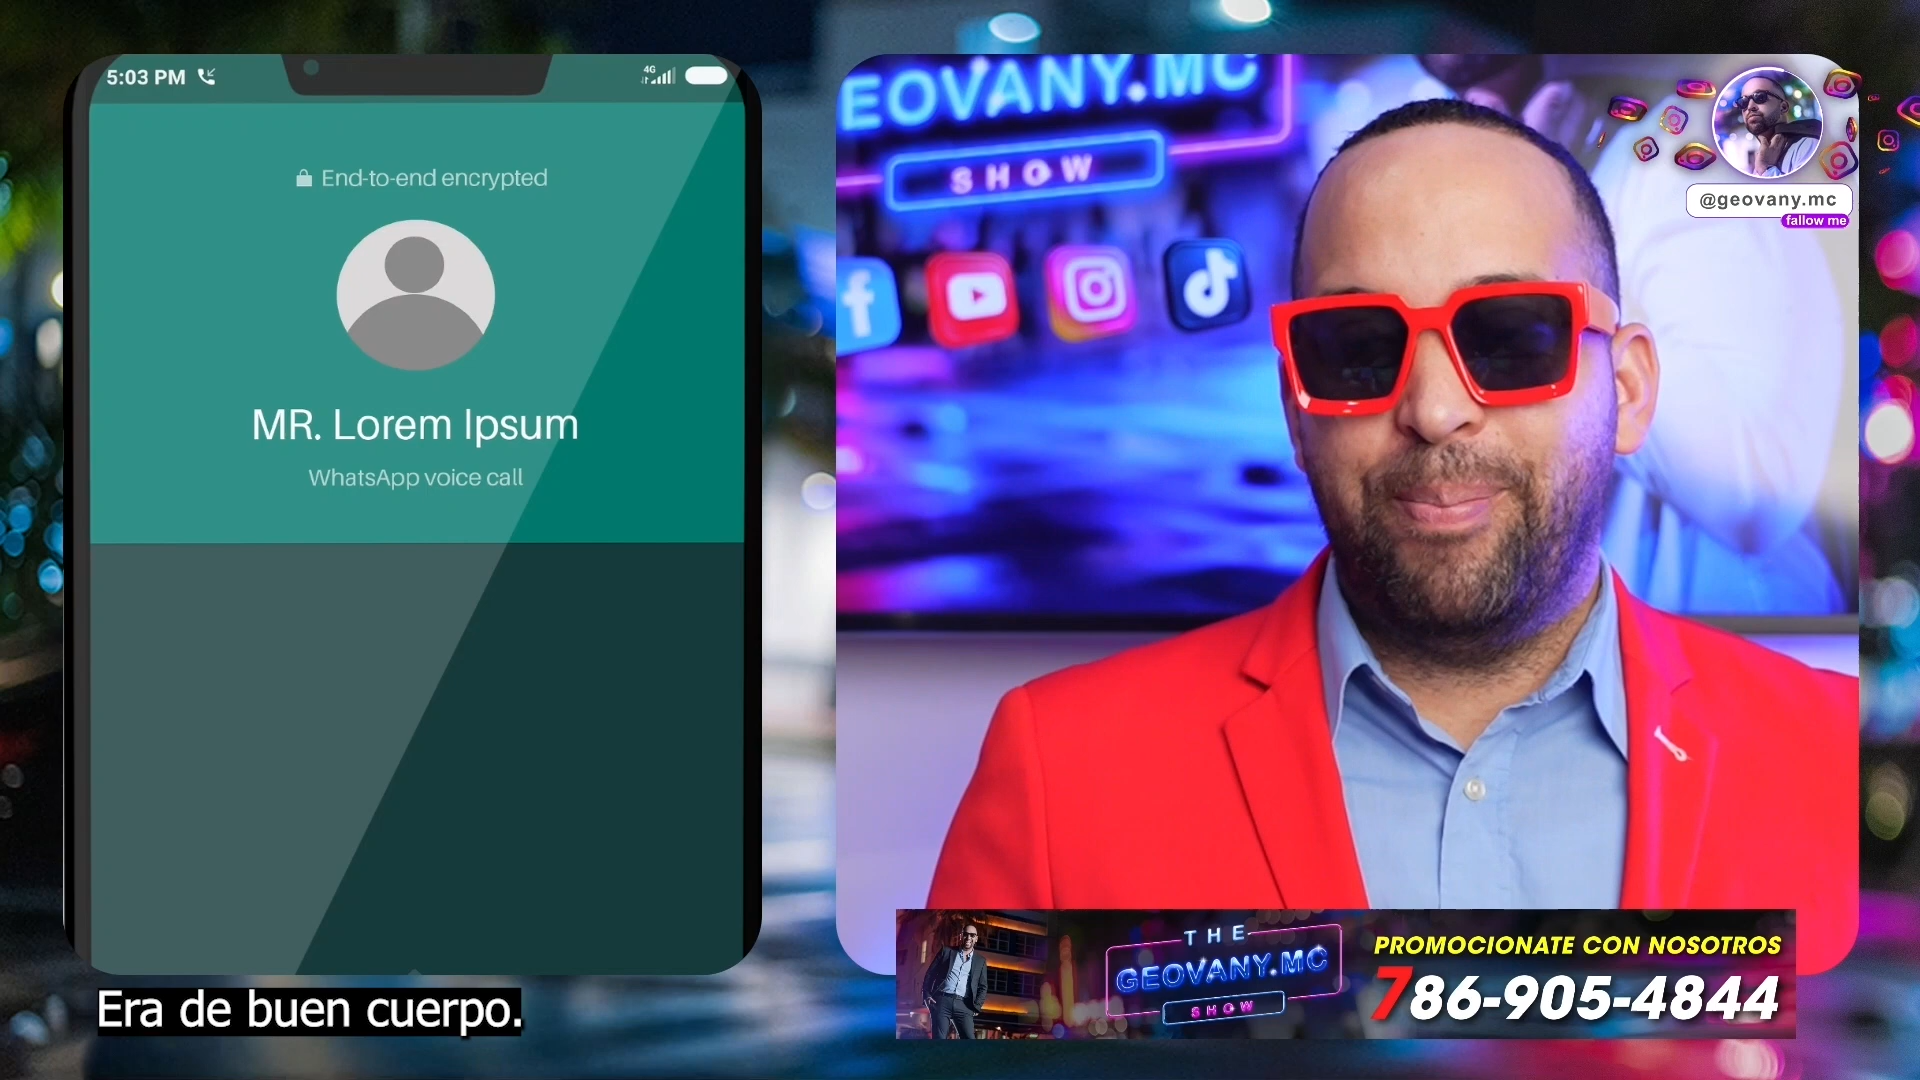 5:03 PM
4G
End-to-end encrypted
MR. Lorem Ipsum
WhatsApp voice call
Era de buen cuerpo.
EOVANY.MC
SHOW
@geovany.mc
fallow me
THE
GEOVANY.MC
SHOW
PROMOCIONATE CON NOSOTROS
786-905-4844